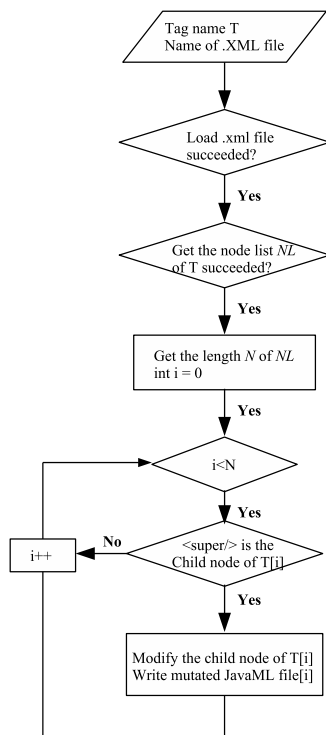 Tag name T
Name of .XML file
Load .xml file
succeeded?
Yes
Get the node list NL
of T succeeded?
Yes
Get the length N of NL
int i = 0
Yes
i<N
Yes
<super/> is the
Child node of T[i]
No
i++
Yes
Modify the child node of T[i]
Write mutated JavaML file[i]